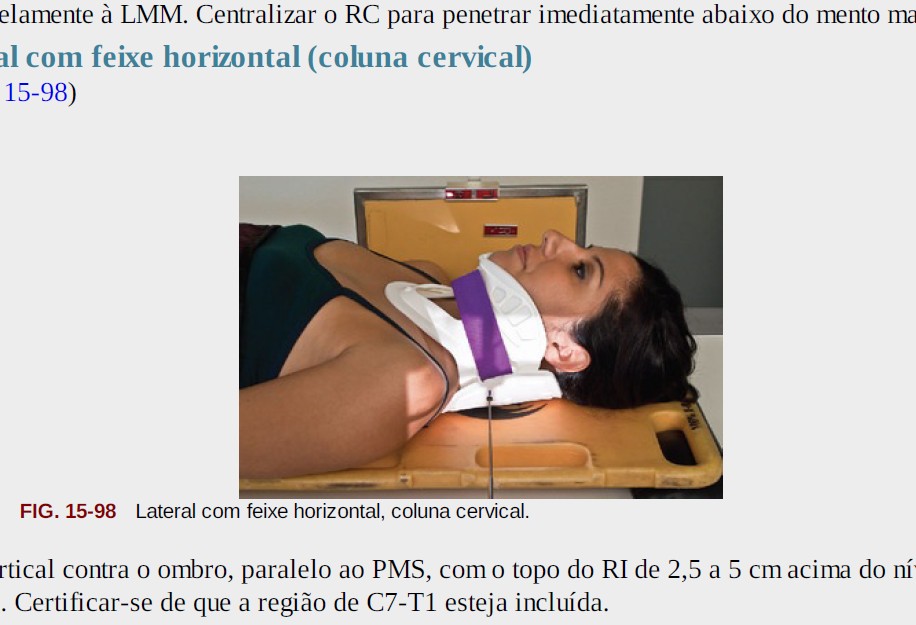 elamente à LMM. Centralizar o RC para penetrar imediatamente abaixo do mento ma
al com feixe horizontal (coluna cervical)
15-98)
FIG. 15-98 Lateral com feixe horizontal, coluna cervical.
rtical contra o ombro, paralelo ao PMS, com o topo do RI de 2,5 a 5 cm acima do ní
. Certificar-se de que a região de C7-T1 esteja incluída.